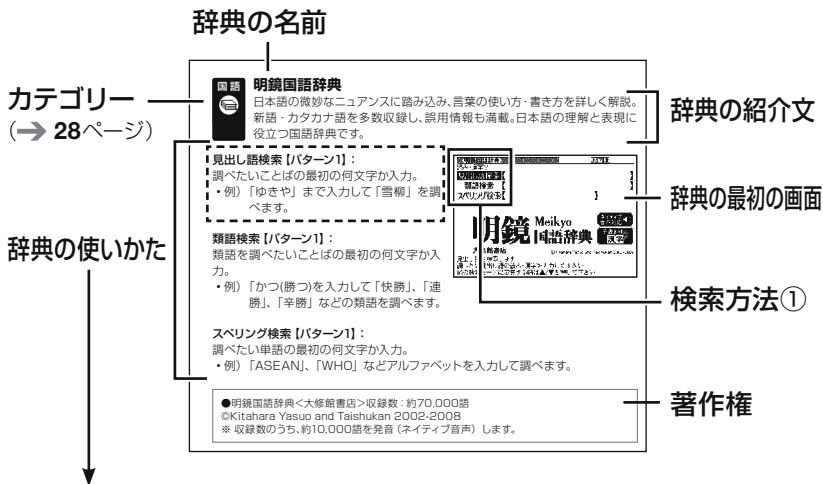 辞典の名前
カテゴリー
(➔ 28ページ)
国語
明鏡国語辞典
日本語の微妙なニュアンスに踏み込み、言葉の使い方・書き方を詳しく解説。
新語・カタカナ語を多数収録し、誤用情報も満載。日本語の理解と表現に
役立つ国語辞典です。
辞典の紹介文
見出し語検索【パターン1】：
調べたいことばの最初の何文字か入力。
・例）「ゆきや」まで入力して「雪柳」を調
べます。
類語検索【
スペリング検索【
明鏡 Meikyo
国語辞典
大修館書店
辞典の最初の画面
辞典の使いかた
類語検索【パターン1】：
類語を調べたいことばの最初の何文字か入
力。
・例）「かつ(勝つ)を入力して「快勝」、「連
勝」、「辛勝」などの類語を調べます。
検索方法①
スペリング検索【パターン1】：
調べたい単語の最初の何文字か入力。
・例）「ASEAN」、「WHO」などアルファベットを入力して調べます。
●明鏡国語辞典<大修館書店>収録数：約70,000語
©Kitahara Yasuo and Taishukan 2002-2008
※ 収録数のうち、約10,000語を発音（ネイティブ音声）します。
著作権